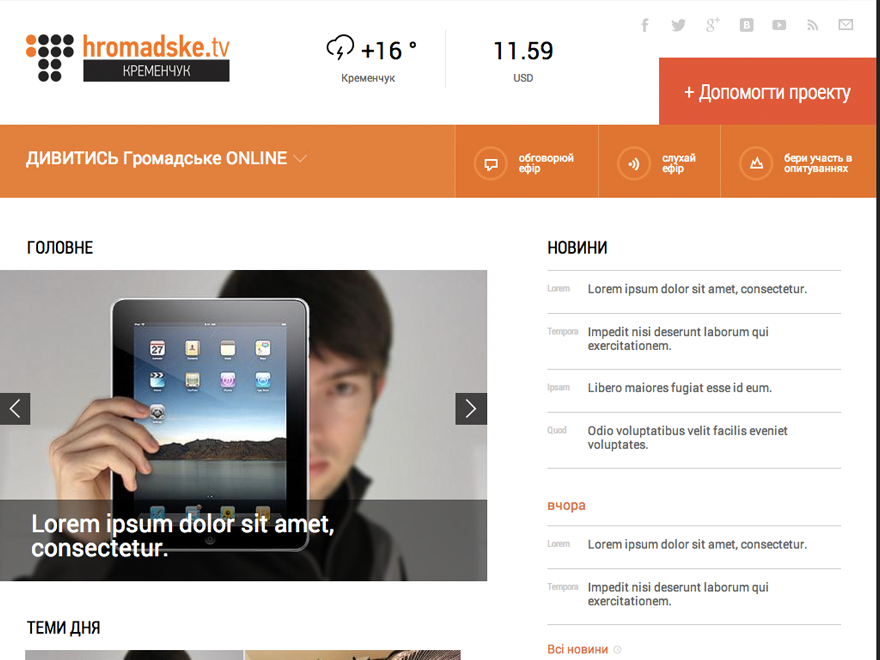 hromadske.tv
КРЕМЕНЧУК
+16 °
Кременчук
11.59
USD
+ Допомогти проекту
ДИВИТИСЬ Громадське ONLINE
обговорюй
ефір
слухай
ефір
бери участь в
опитуваннях
ГОЛОВНЕ
27
Lorem ipsum dolor sit amet,
consectetur.
ТЕМИ ДНЯ
НОВИНИ
Lorem
Lorem ipsum dolor sit amet, consectetur.
Tempora
Impedit nisi deserunt laborum qui
exercitationem.
Ipsam
Libero maiores fugiat esse id eum.
Quod
Odio voluptatibus velit facilis eveniet
voluptates.
вчора
Lorem
Lorem ipsum dolor sit amet, consectetur.
Tempora
Impedit nisi deserunt laborum qui
exercitationem.
Всі новини